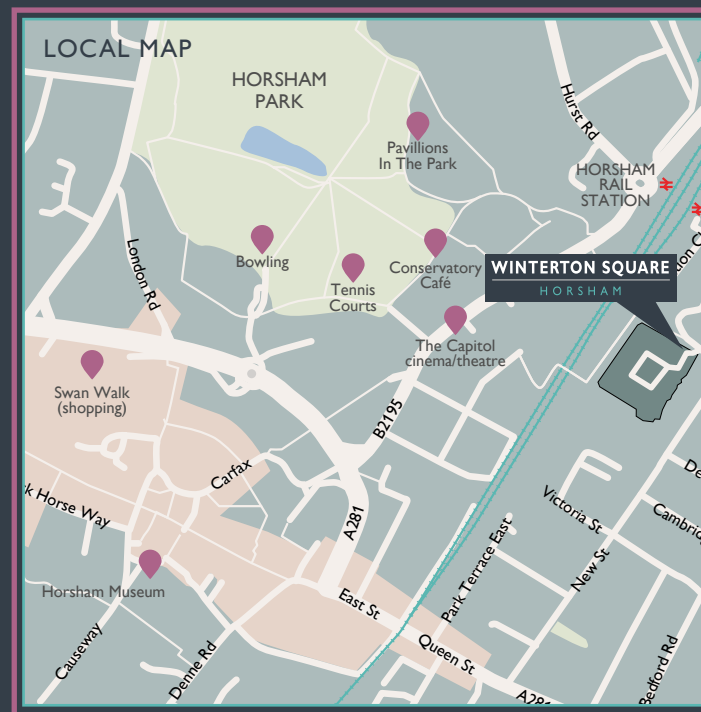 LOCAL MAP
HORSHAM
PARK
Hurst Rd
Pavillions
In The Park
HORSHAM
RAIL
STATION
London Rd
Bowling
Tennis
Courts
Conservatory
Café
WINTERTON SQUARE
HORSHAM
The Capitol
cinema/theatre
Swan Walk
(shopping)
B2195
Carfax
k Horse Way
A281
Victoria St
New St
Park Terrace East
Horsham Museum
East St
Queen St
Causeway
Denne Rd
Bedford Rd